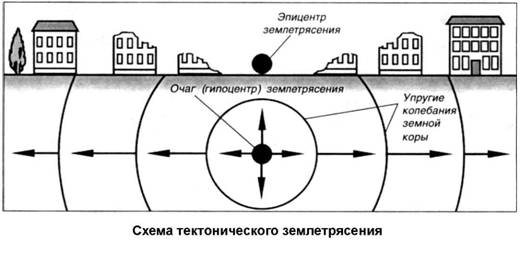 Эпицентр
землетрясения
Очаг (гипоцентр) землетрясения
Упругие
колебания
земной
коры
Схема тектонического землетрясения